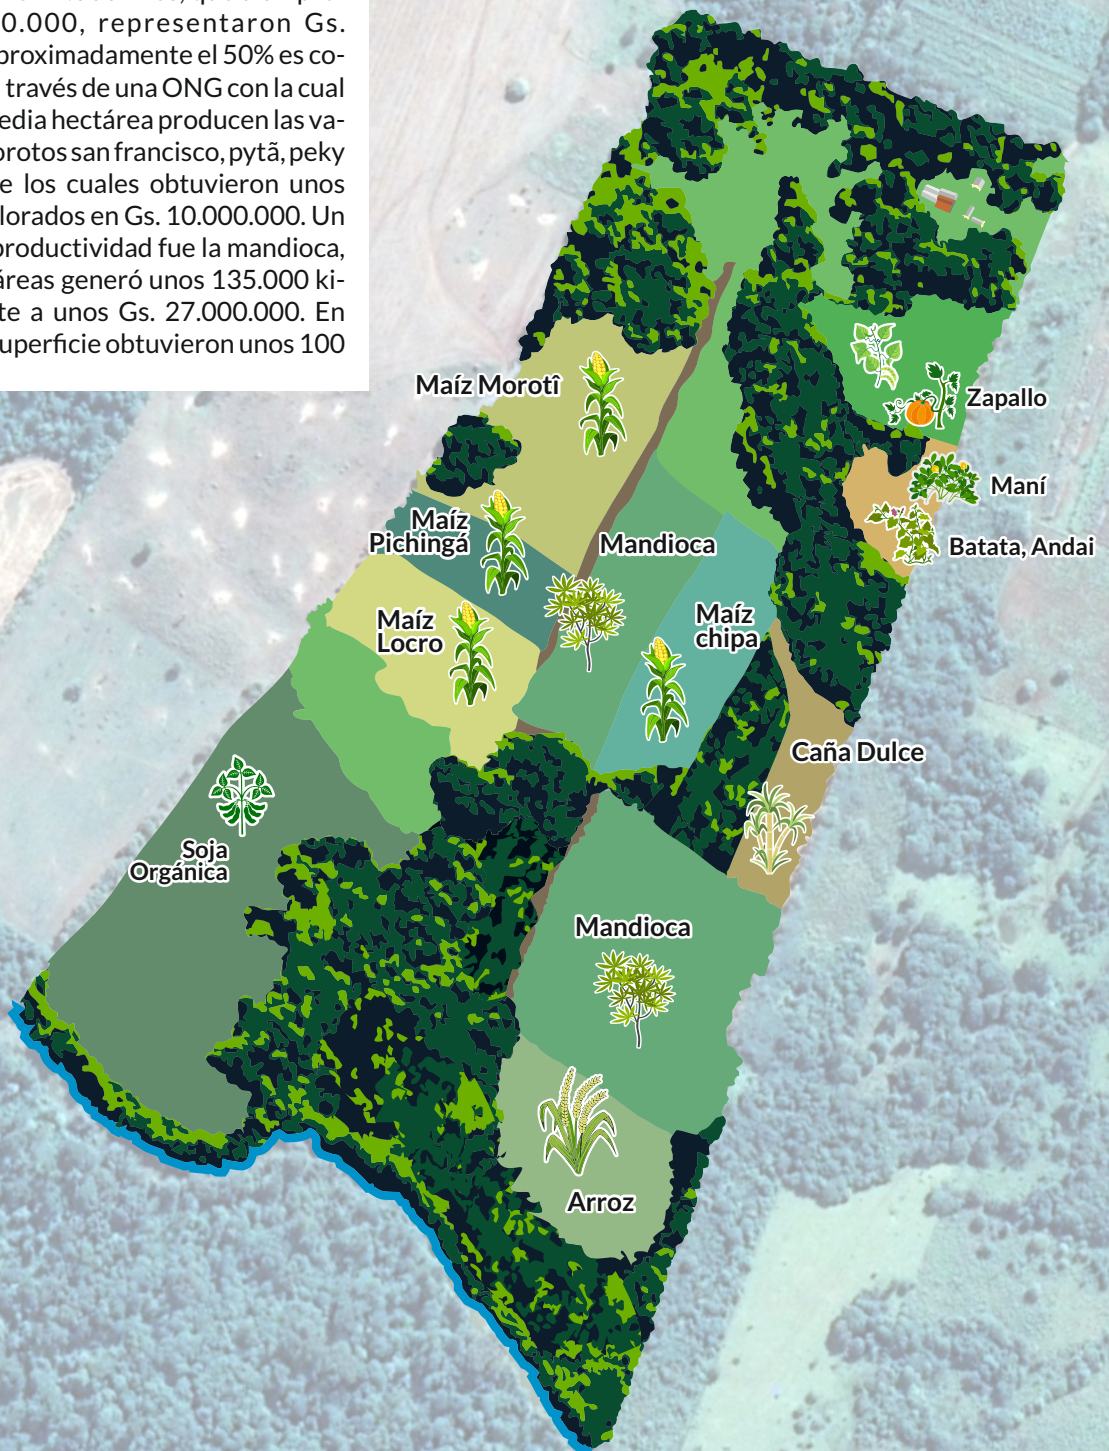 0.000, representaron Gs.
proximadamente el 50% es co-
través de una ONG con la cual
edia hectárea producen las va-
orotos san francisco, pytã, peky
e los cuales obtuvieron unos
lorados en Gs. 10.000.000. Un
productividad fue la mandioca,
áreas generó unos 135.000 ki-
te a unos Gs. 27.000.000. En
superficie obtuvieron unos 100
Maíz Morotî
Zapallo
Maní
Maíz
Pichingá
Mandioca
Batata, Andai
Maíz
Locro
Maíz
chipa
Caña Dulce
Soja
Orgánica
Mandioca
Arroz